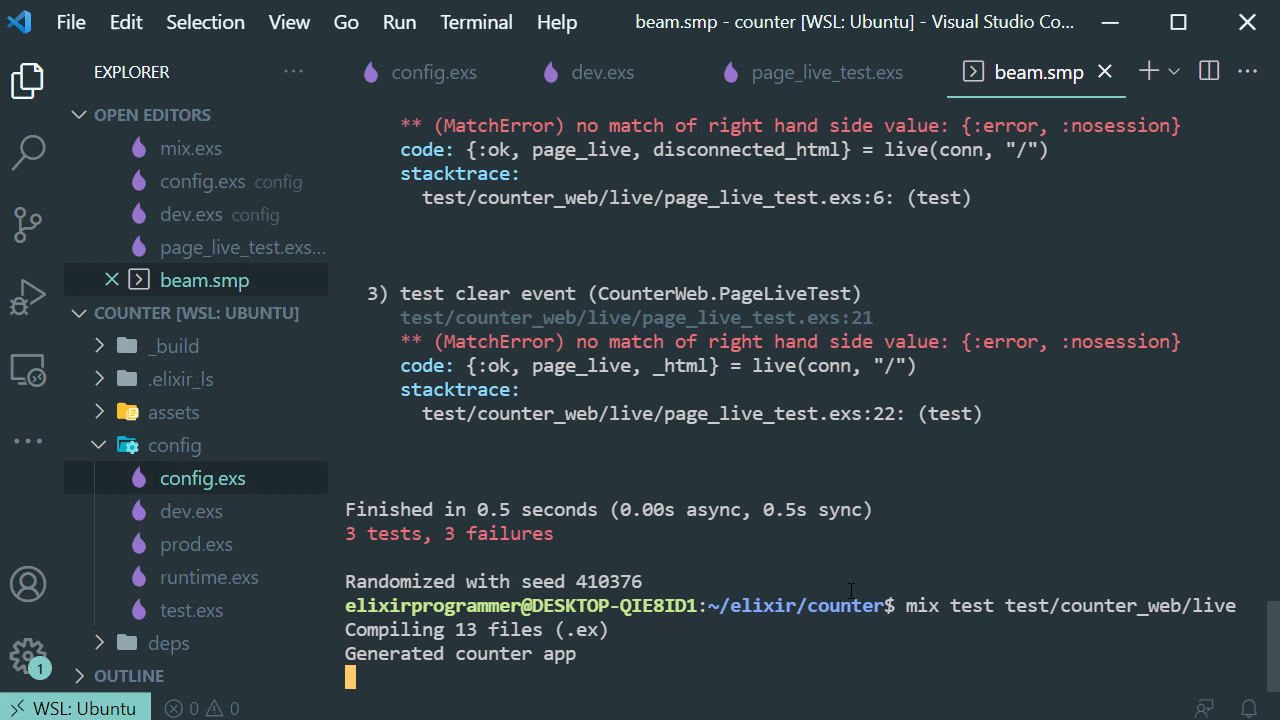 File Edit Selection View Go Run Terminal Help beam.smp - counter [WSL: Ubuntu] - Visual Studio Co...
EXPLORER ...
config.exs dev.exs page_live_test.exs beam.smp
OPEN EDITORS
mix.exs
config.exs config
dev.exs config
page_live_test.exs...
beam.smp
COUNTER [WSL: UBUNTU]
_build
.elixir_ls
assets
config
config.exs
dev.exs
prod.exs
runtime.exs
test.exs
deps
OUTLINE
1
** (MatchError) no match of right hand side value: {:error, :nosession}
code: {:ok, page_live, disconnected_html} = live(conn, "/")
stacktrace:
test/counter_web/live/page_live_test.exs:6: (test)
3) test clear event (CounterWeb.PageLiveTest)
test/counter_web/live/page_live_test.exs:21
** (MatchError) no match of right hand side value: {:error, :nosession}
code: {:ok, page_live, _html} = live(conn, "/")
stacktrace:
test/counter_web/live/page_live_test.exs:22: (test)
Finished in 0.5 seconds (0.00s async, 0.5s sync)
3 tests, 3 failures
Randomized with seed 410376
elixirprogrammer@DESKTOP-QIE8ID1:~/elixir/counter$ mix test test/counter_web/live
Compiling 13 files (.ex)
Generated counter app
WSL: Ubuntu 0 0